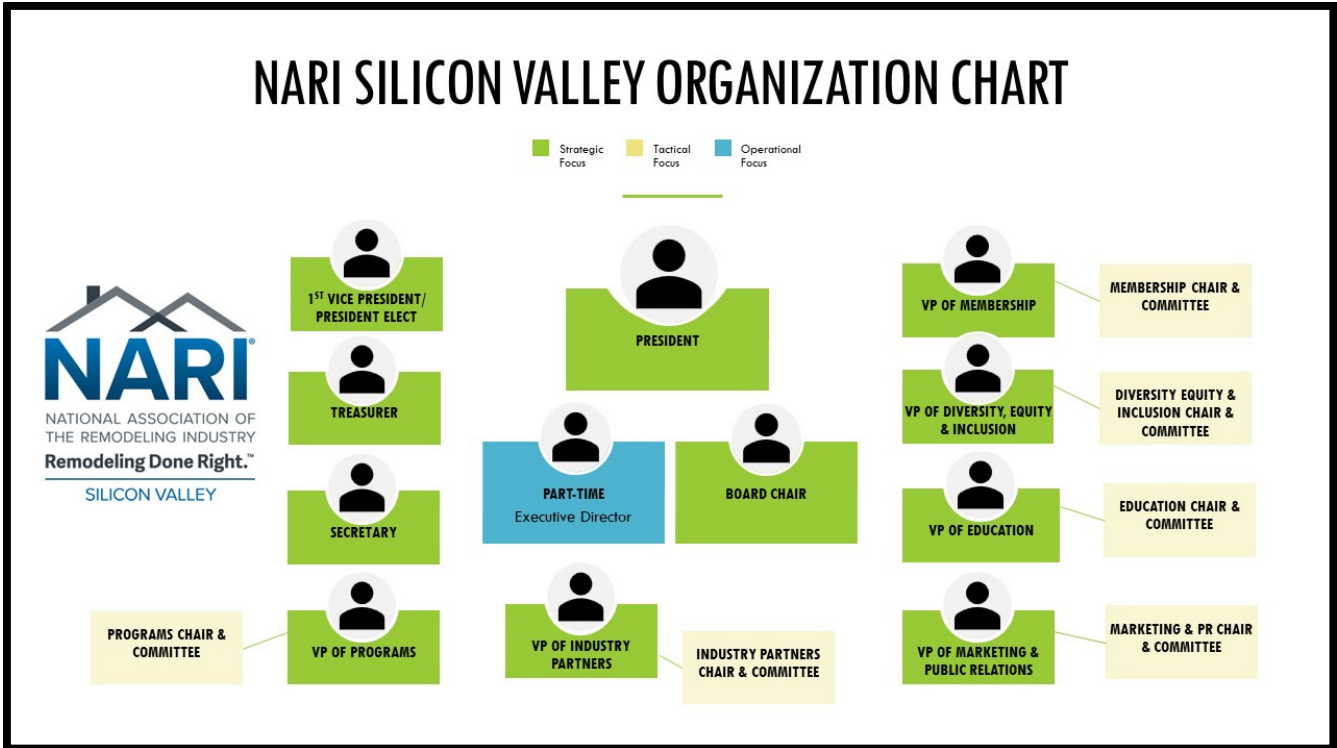 NARI SILICON VALLEY ORGANIZATION CHART
Strategic
Focus
Tactical
Focus
Operational
Focus
NARI®
NATIONAL ASSOCIATION OF
THE REMODELING INDUSTRY
Remodeling Done Right.™
SILICON VALLEY
1ST VICE PRESIDENT/
PRESIDENT ELECT
TREASURER
SECRETARY
PROGRAMS CHAIR &
COMMITTEE
VP OF PROGRAMS
PRESIDENT
PART-TIME
Executive Director
BOARD CHAIR
VP OF INDUSTRY
PARTNERS
INDUSTRY PARTNERS
CHAIR & COMMITTEE
VP OF MEMBERSHIP
MEMBERSHIP CHAIR &
COMMITTEE
VP OF DIVERSITY, EQUITY
& INCLUSION
DIVERSITY EQUITY &
INCLUSION CHAIR &
COMMITTEE
VP OF EDUCATION
EDUCATION CHAIR &
COMMITTEE
VP OF MARKETING &
PUBLIC RELATIONS
MARKETING & PR CHAIR
& COMMITTEE